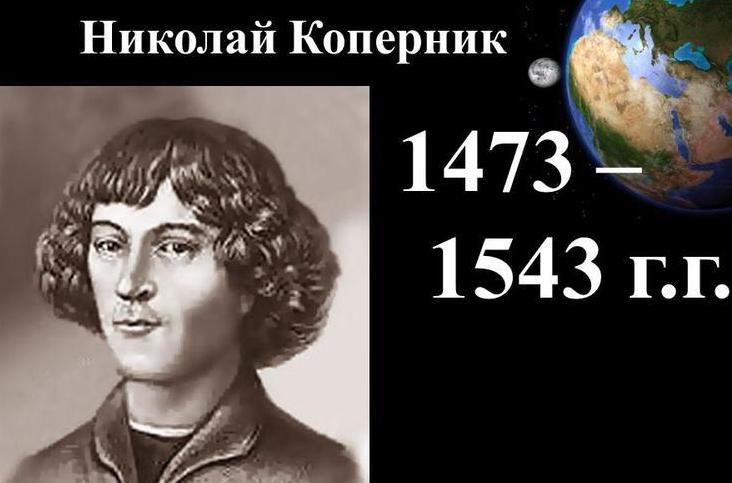 Николай Коперник
1473 –
1543 г.г.